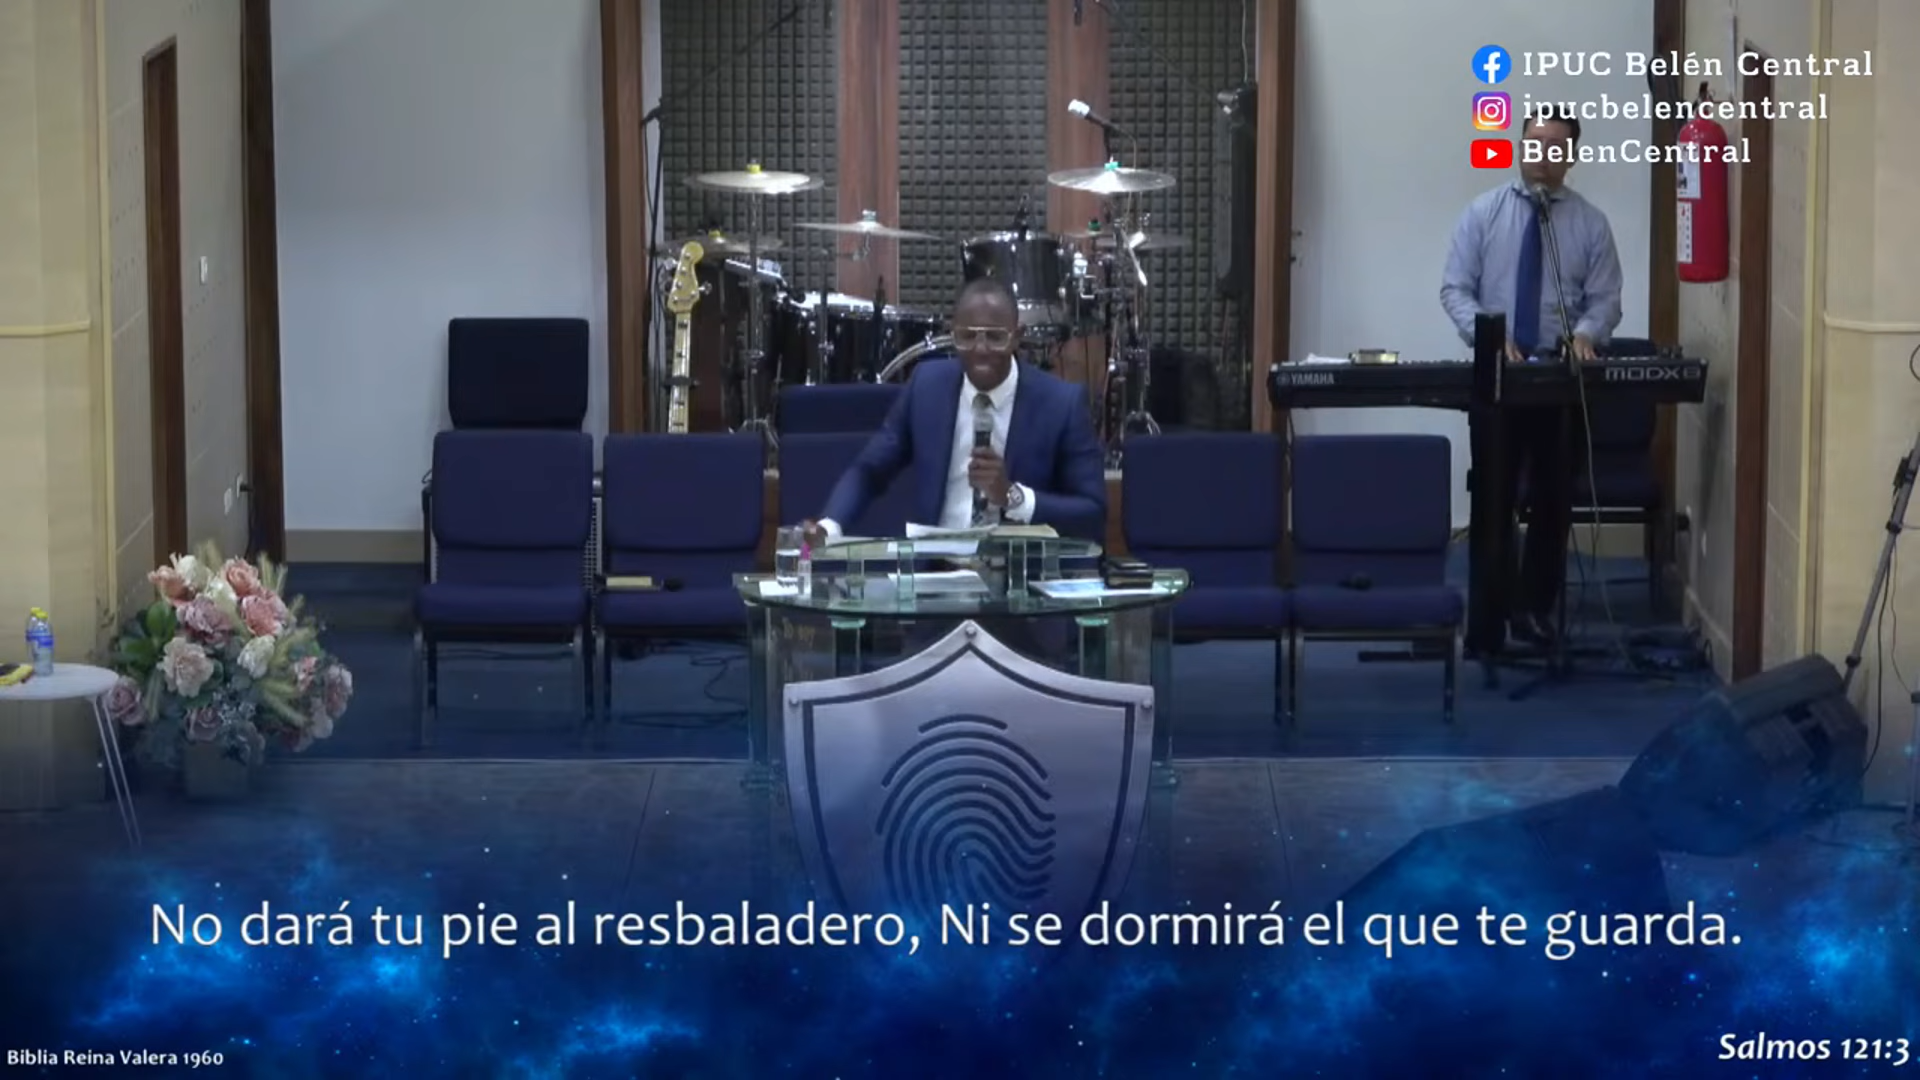 IPUC Belén Central
ipucbelencentral
BelenCentral
YAMAHA
MODX8
No dará tu pie al resbaladero, Ni se dormirá el que te guarda.
Biblia Reina Valera 1960
Salmos 121:3